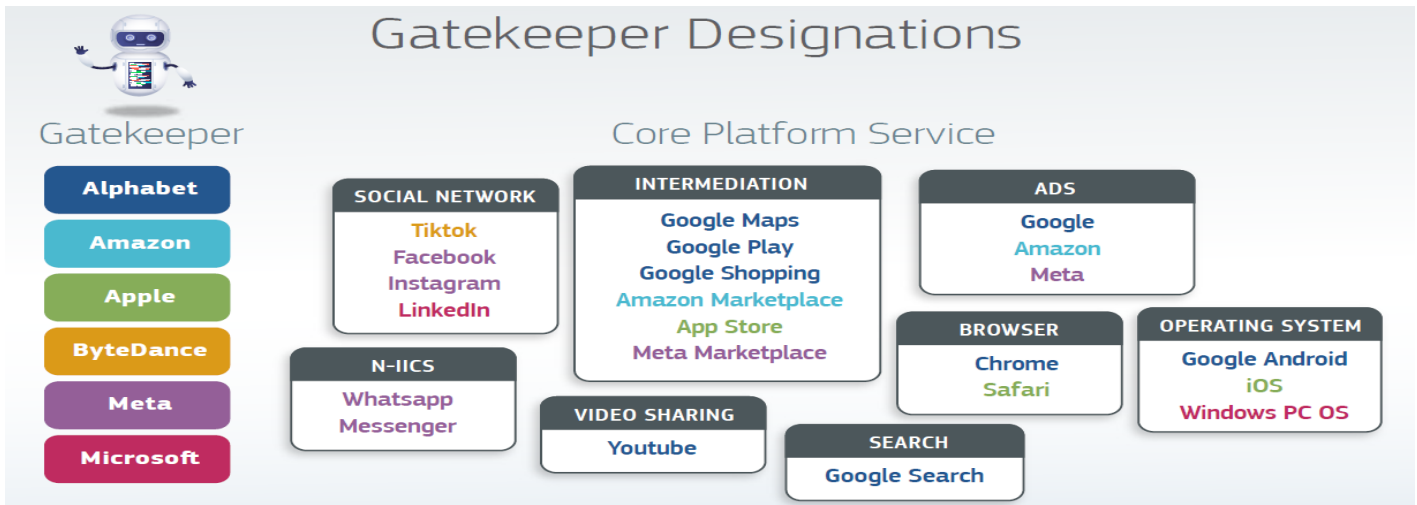 Gatekeeper Designations
Gatekeeper
Core Platform Service
Alphabet
Amazon
Apple
ByteDance
Meta
Microsoft
SOCIAL NETWORK
Tiktok
Facebook
Instagram
LinkedIn
INTERMEDIATION
Google Maps
Google Play
Google Shopping
Amazon Marketplace
App Store
Meta Marketplace
ADS
Google
Amazon
Meta
N-IICS
Whatsapp
Messenger
VIDEO SHARING
Youtube
BROWSER
Chrome
Safari
OPERATING SYSTEM
Google Android
iOS
Windows PC OS
SEARCH
Google Search